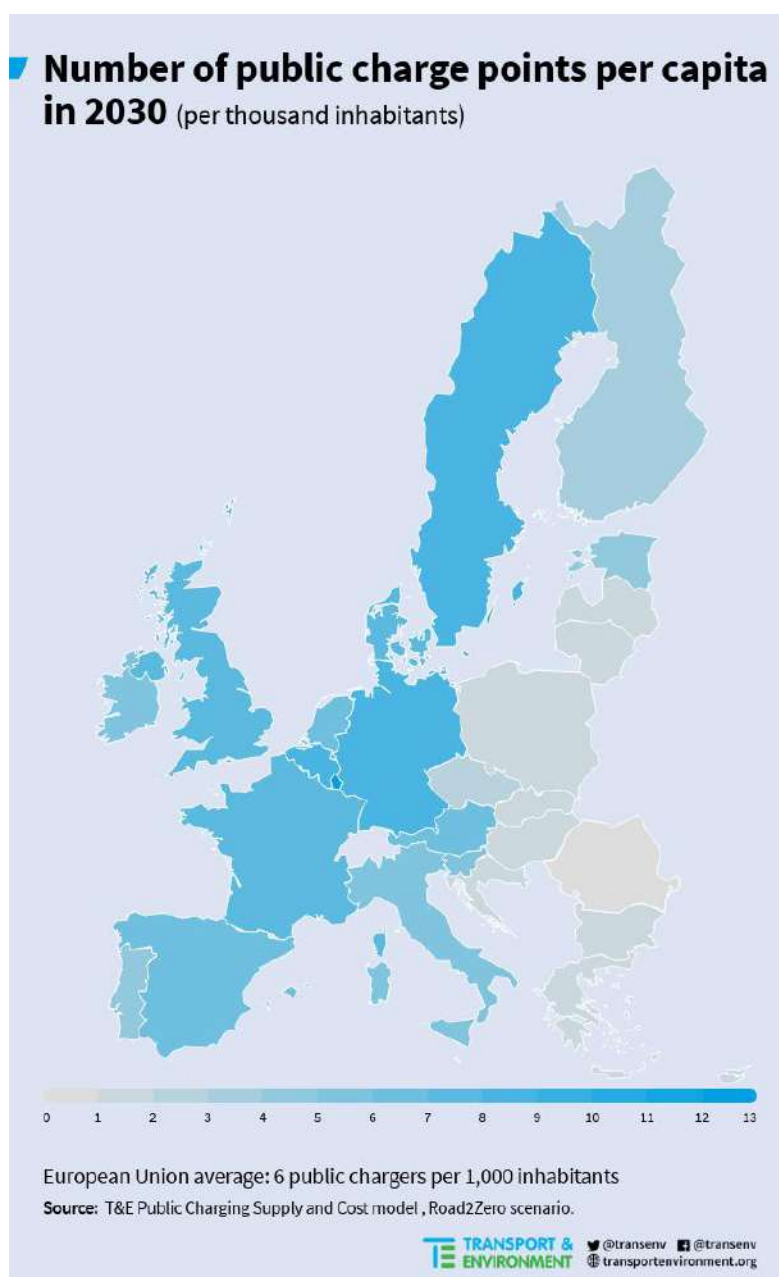 Number of public charge points per capita
in 2030 (per thousand inhabitants)
0 1 2 3 4 5 6 7 8 9 10 11 12 13
European Union average: 6 public chargers per 1,000 inhabitants
Source: T&E Public Charging Supply and Cost model , Road2Zero scenario.
TE TRANSPORT & ENVIRONMENT
@transenv @transenv
transportenvironment.org